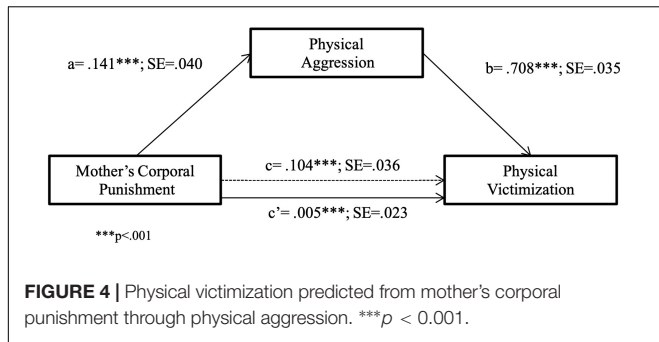 Physical
Aggression
a= .141***; SE=.040
b= .708***; SE=.035
Mother's Corporal
Punishment
c= .104***; SE=.036
c'= .005***; SE=.023
Physical
Victimization
***p<.001
FIGURE 4 | Physical victimization predicted from mother's corporal
punishment through physical aggression. ***p < 0.001.